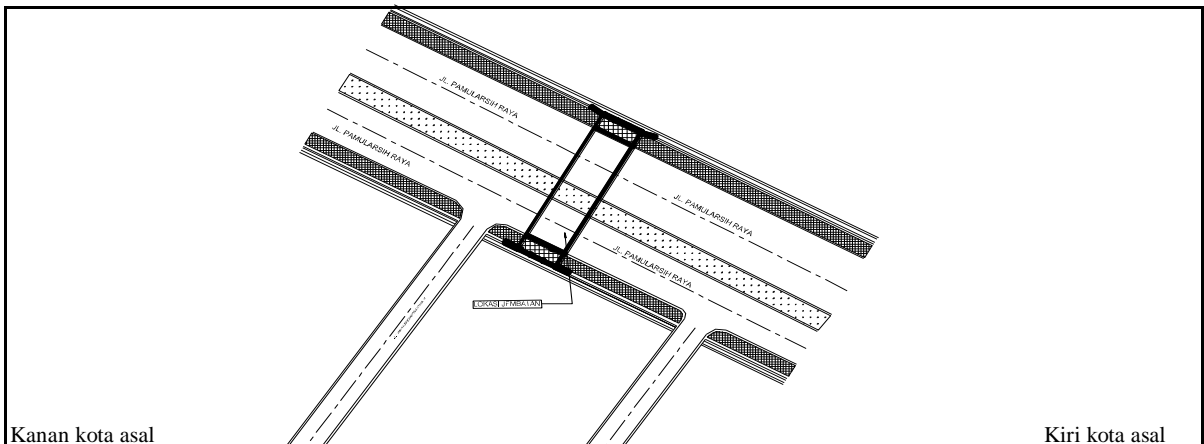 JL. PAMULARSIH RAYA
JL. PAMULARSIH RAYA
JL. PAMULARSIH RAYA
JL. PAMULARSIH RAYA
LOKASI JEMBATAN
Kanan kota asal
Kiri kota asal